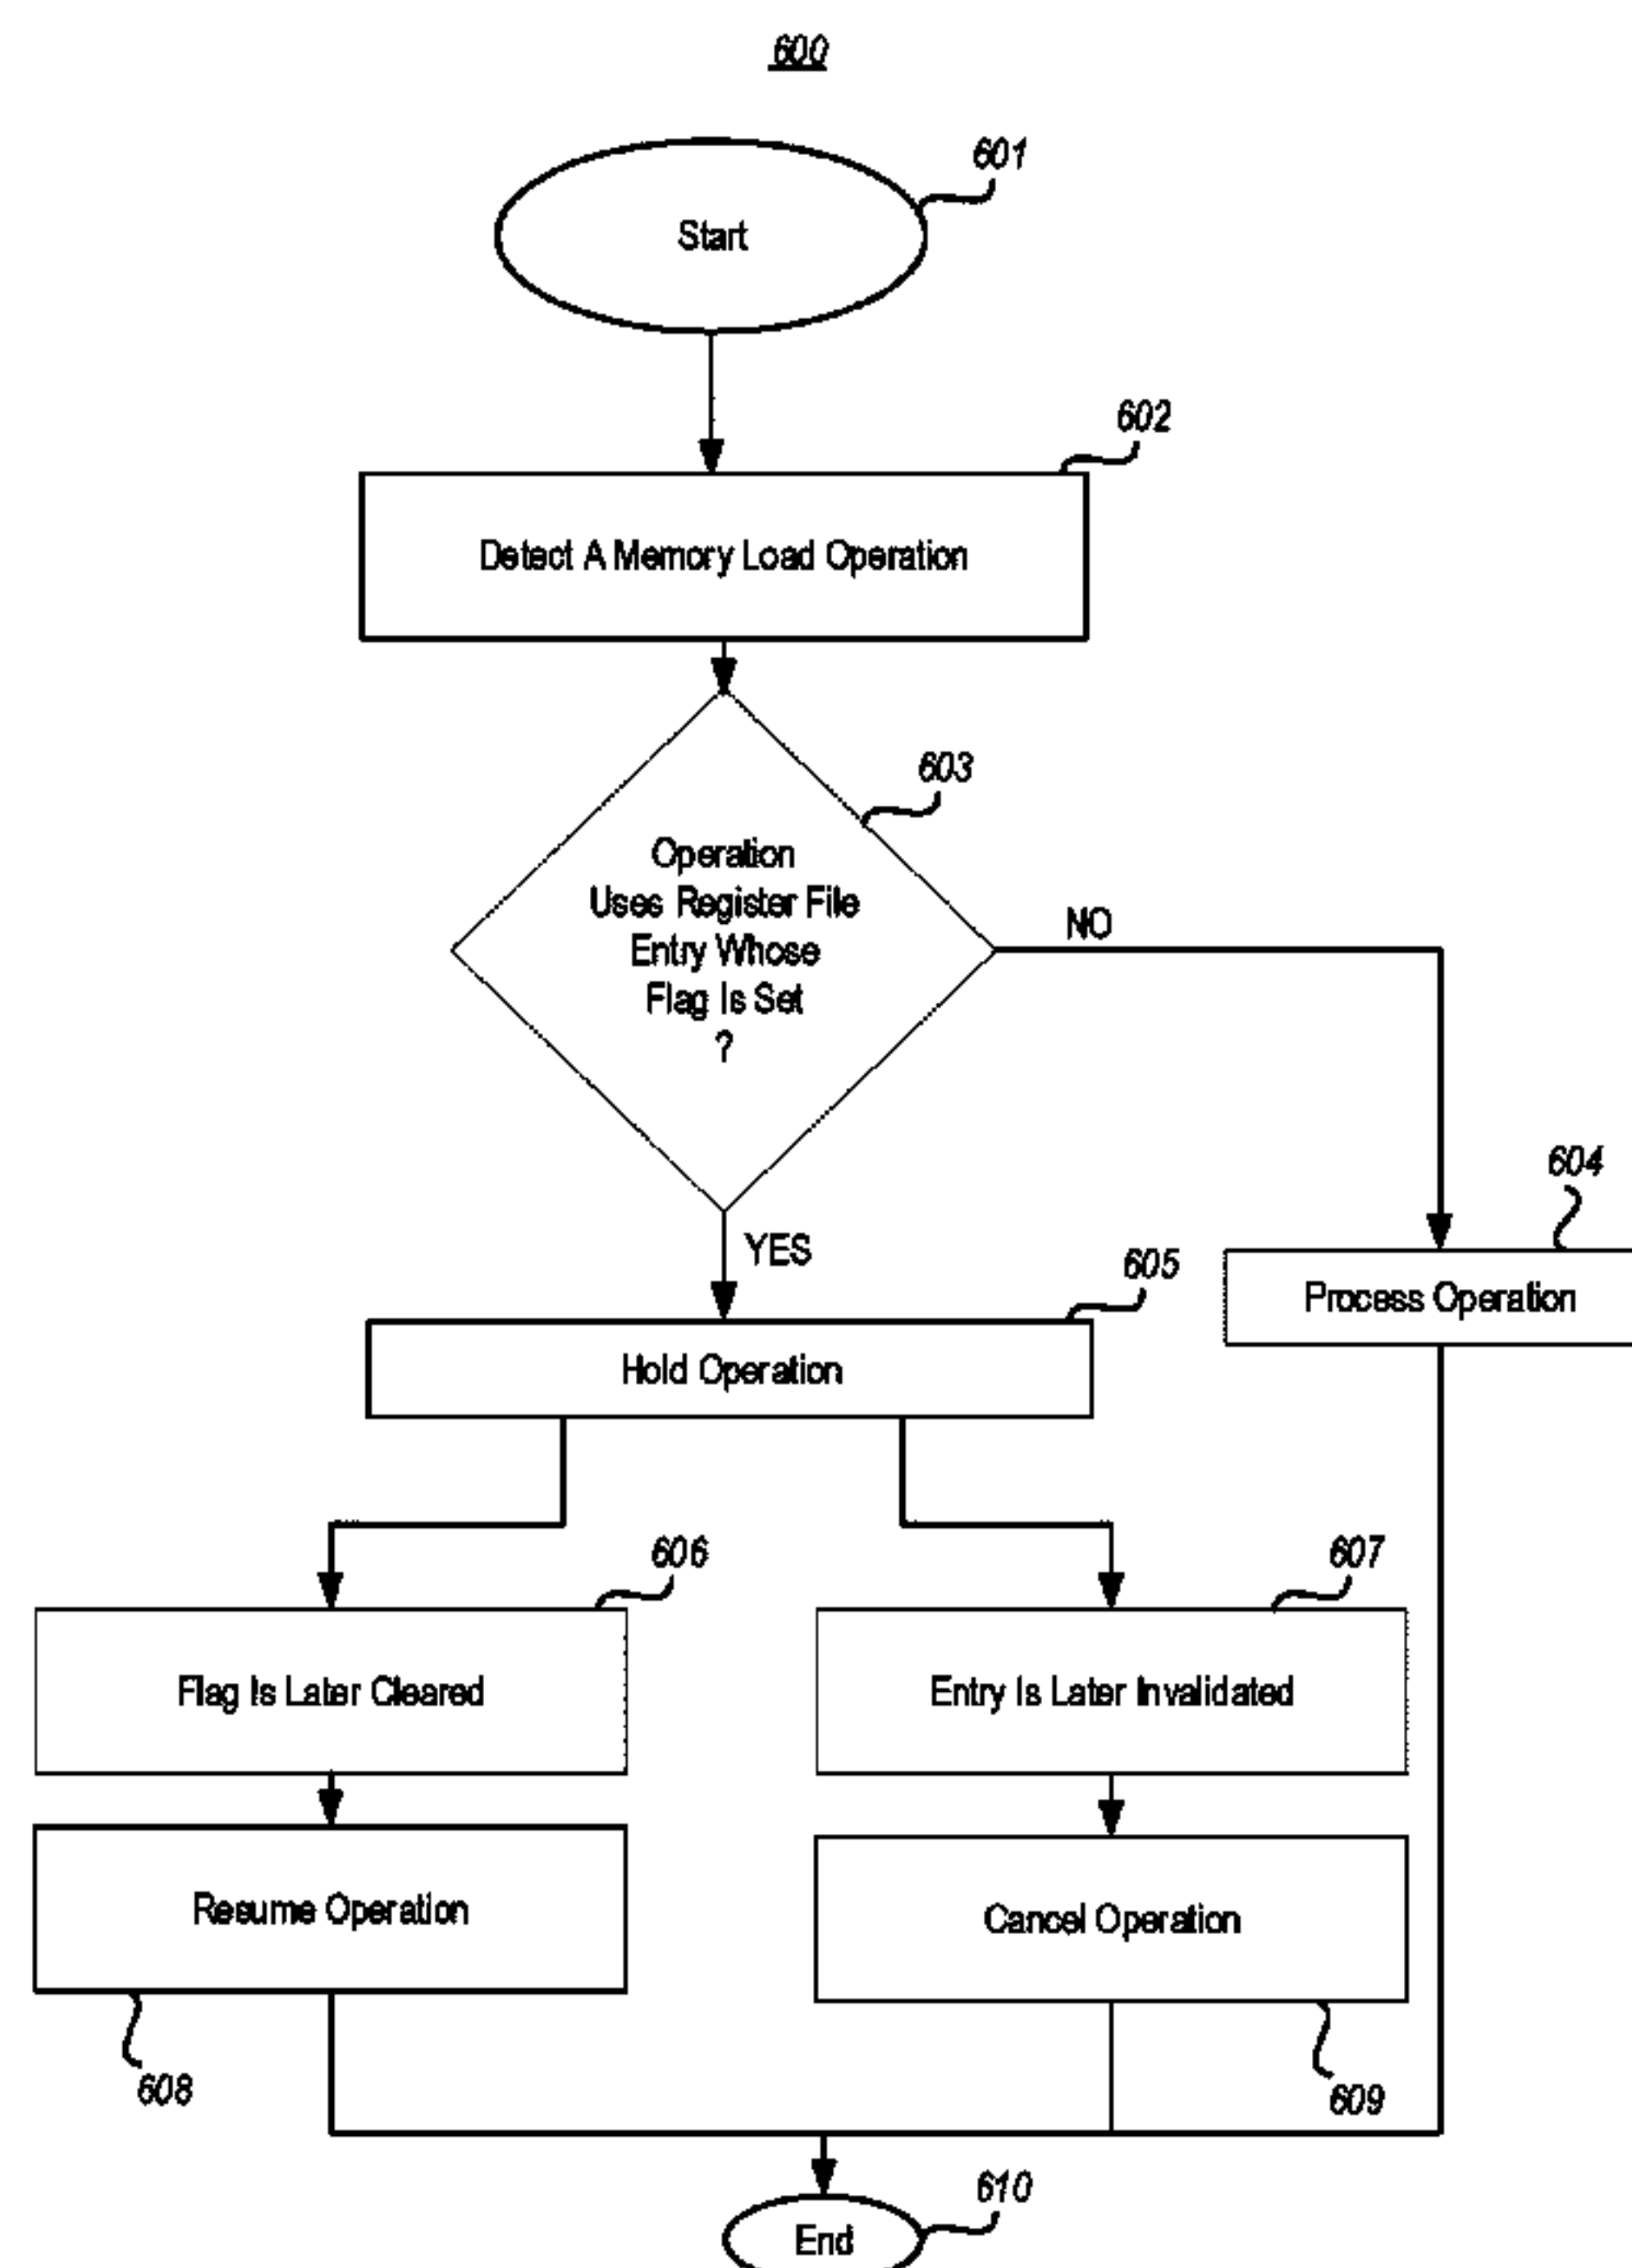 600
601
Start
602
Detect A Memory Load Operation
603
Operation
Uses Register File
Entry Whose
Flag Is Set
?
NO
YES
604
Process Operation
605
Hold Operation
606
Flag Is Later Cleared
607
Entry Is Later Invalidated
Resume Operation
608
Cancel Operation
609
610
End